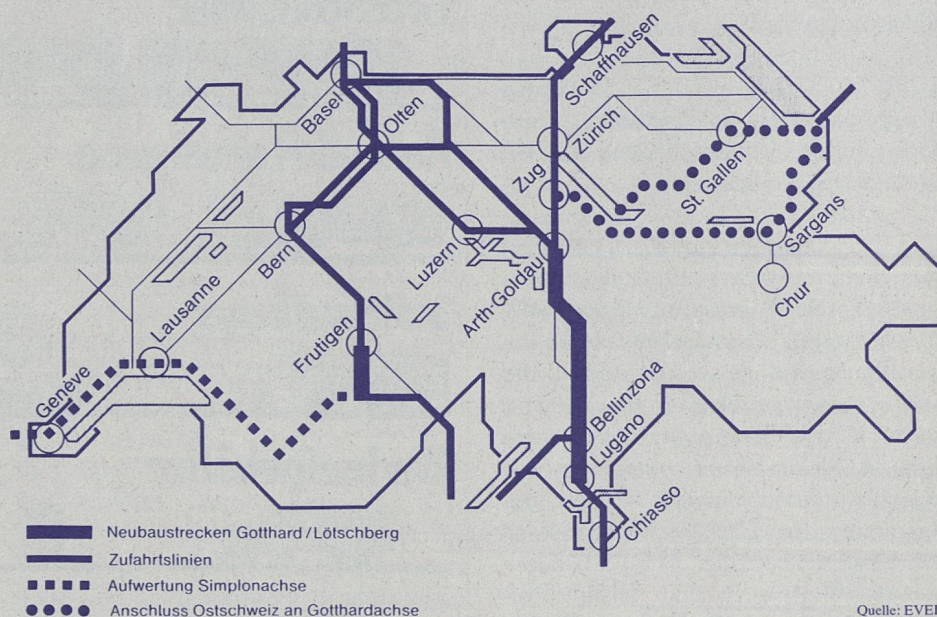 Schaffhausen
Basel
Olten
Zürich
Zug
St. Gallen
Sargans
Bern
Luzern
Arth-Goldau
Chur
Lausanne
Frutigen
Genève
Bellinzona
Lugano
Chiasso
Neubaustrecken Gotthard / Lötschberg
Zufahrtslinien
Aufwertung Simplonachse
Anschluss Ostschweiz an Gotthardachse
Quelle: